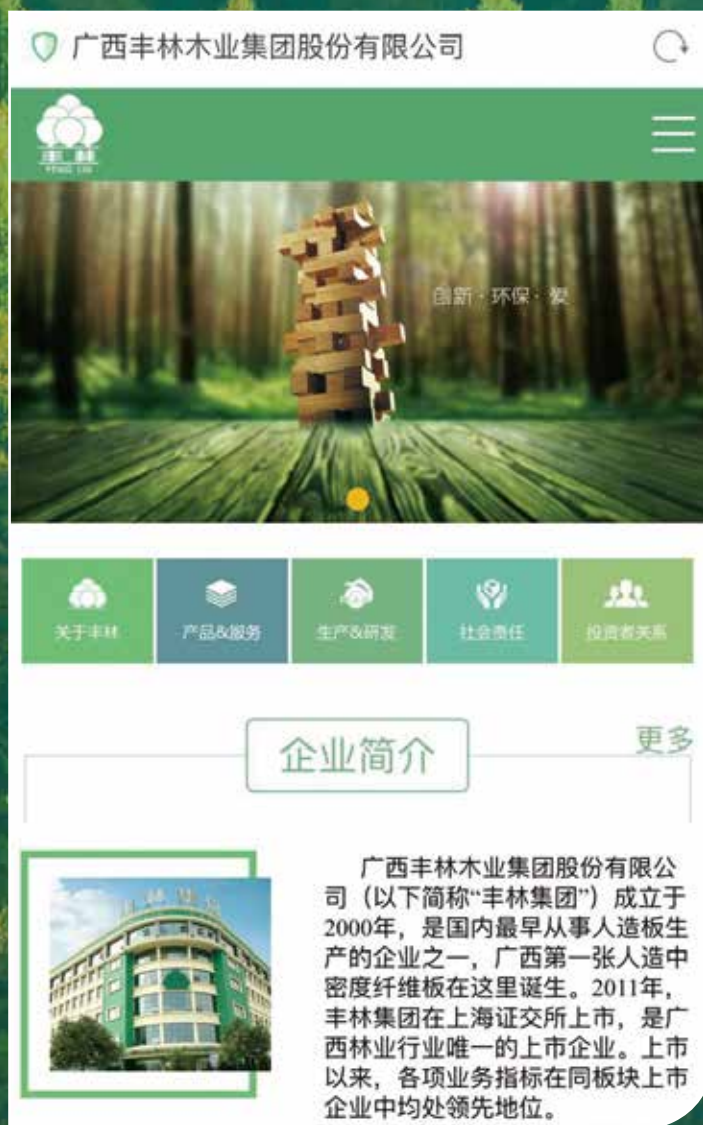 广西丰林木业集团股份有限公司
丰林
FENG LIN
创新·环保·爱
关于丰林
产品&服务
生产&研发
社会责任
投资者关系
企业简介
更多
广西丰林木业集团股份有限公
司（以下简称“丰林集团”）成立于
2000年，是国内最早从事人造板生
产的企业之一，广西第一张人造中
密度纤维板在这里诞生。2011年，
丰林集团在上海证交所上市，是广
西林业行业唯一的上市企业。上市
以来，各项业务指标在同板块上市
企业中均处领先地位。